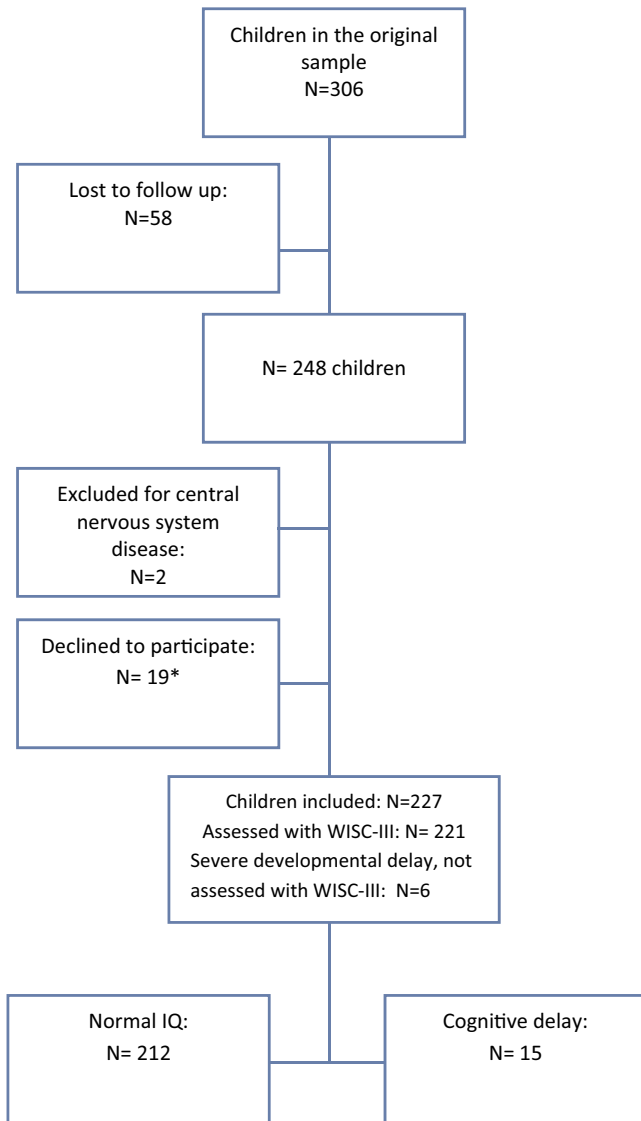 Children in the original
sample
N=306
Lost to follow up:
N=58
N= 248 children
Excluded for central
nervous system
disease:
N=2
Declined to participate:
N= 19*
Children included: N=227
Assessed with WISC-III: N= 221
Severe developmental delay, not
assessed with WISC-III: N=6
Normal IQ:
N= 212
Cognitive delay:
N= 15